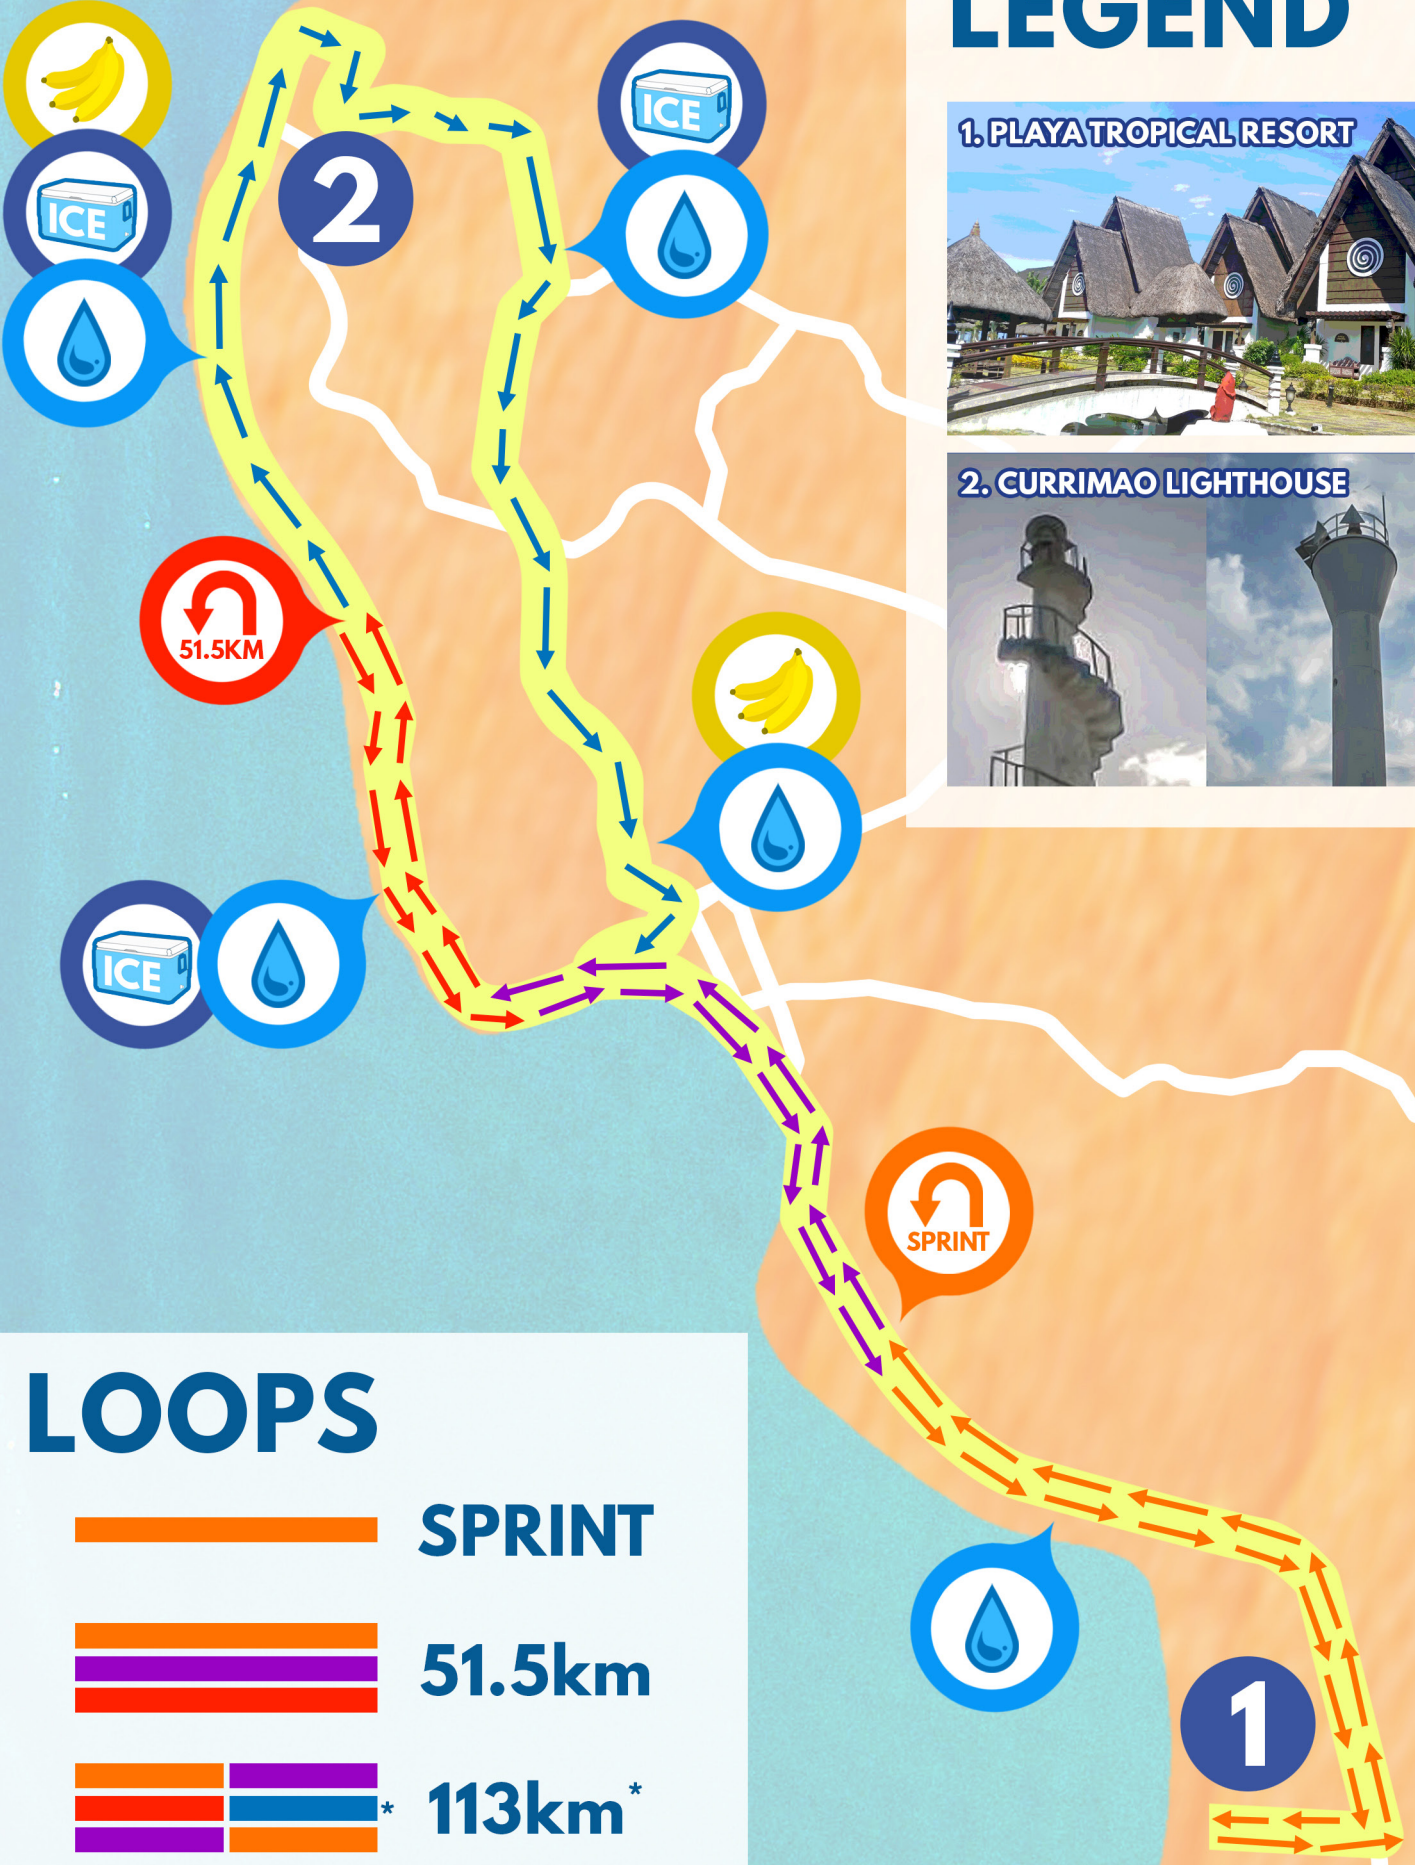 LEGEND
ICE
ICE
2
1. PLAYA TROPICAL RESORT
2. CURRIMAO LIGHTHOUSE
51.5KM
ICE
SPRINT
LOOPS
SPRINT
51.5km
* 113km*
1